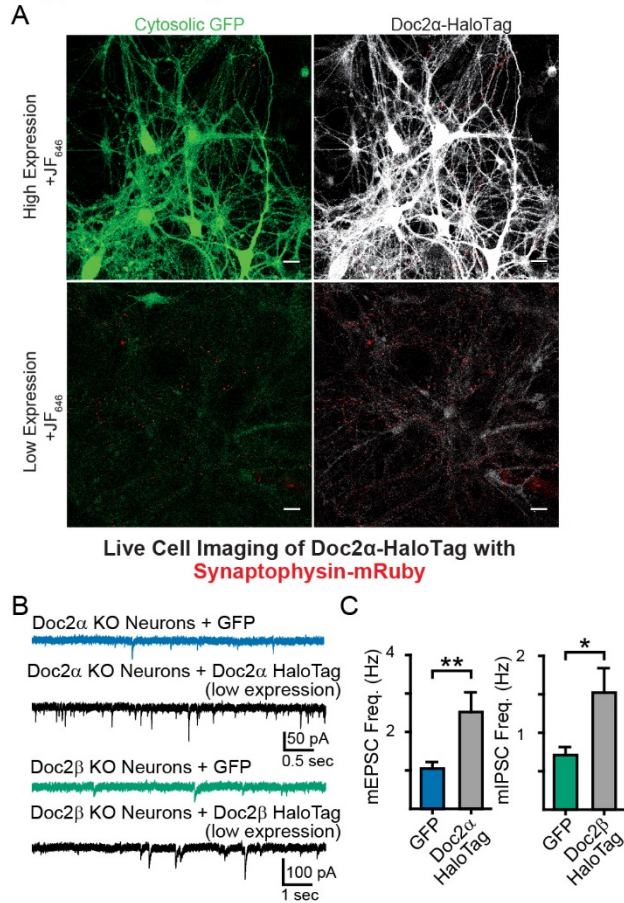 A
Cytosolic GFP
Doc2α-HaloTag
High Expression
+JF646
Low Expression
+JF646
Live Cell Imaging of Doc2α-HaloTag with
Synaptophysin-mRuby
B
Doc2α KO Neurons + GFP
Doc2α KO Neurons + Doc2α HaloTag
(low expression)
50 pA
0.5 sec
Doc2β KO Neurons + GFP
Doc2β KO Neurons + Doc2β HaloTag
(low expression)
100 pA
1 sec
C
mEPSC Freq. (Hz)
4
2
**
GFP
Doc2α
HaloTag
mIPSC Freq. (Hz)
2
1
0
*
GFP
Doc2β
HaloTag